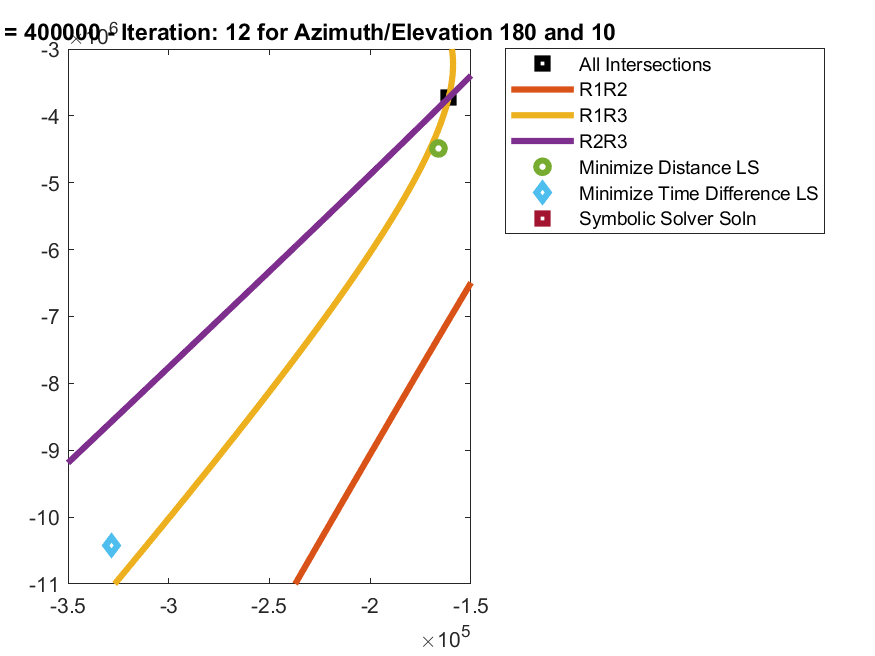 = 400000 - Iteration: 12 for Azimuth/Elevation 180 and 10
×10^6
-3
-4
-5
-6
-7
-8
-9
-10
-11
-3.5 -3 -2.5 -2 -1.5
×10^5
All Intersections
R1R2
R1R3
R2R3
Minimize Distance LS
Minimize Time Difference LS
Symbolic Solver Soln